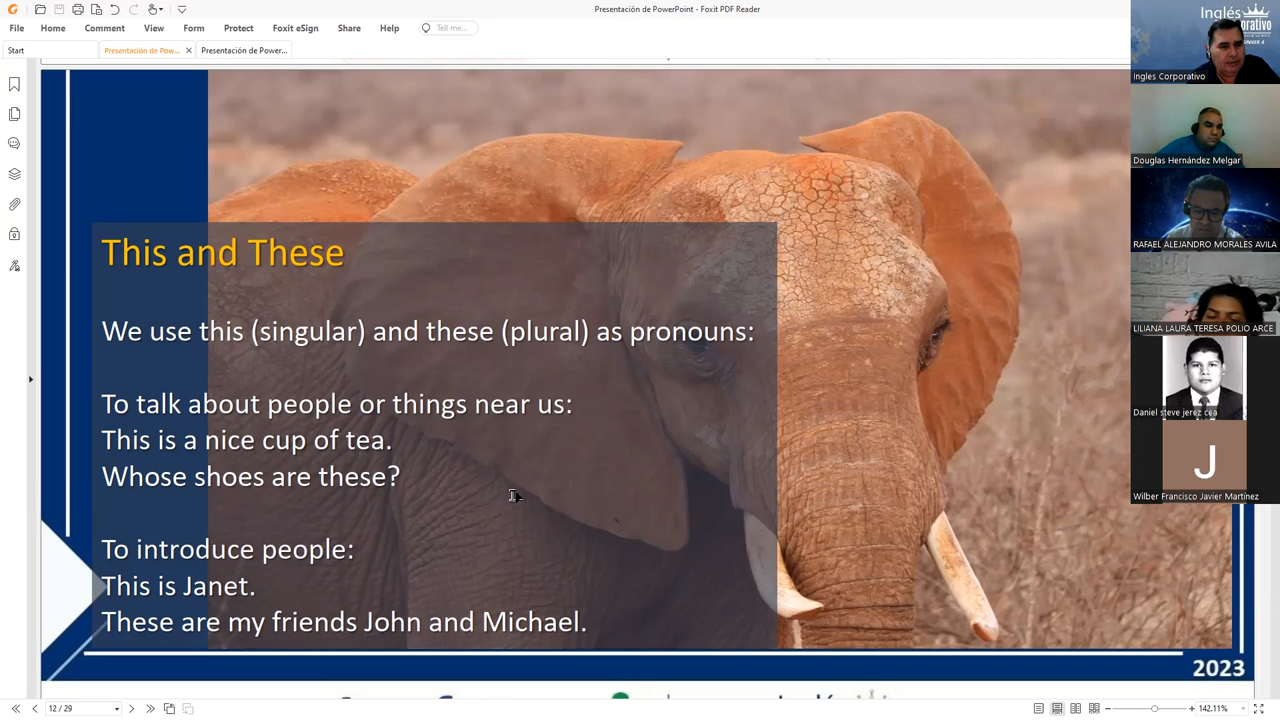 Presentación de PowerPoint - Foxit PDF Reader
File Home Comment View Form Protect Foxit eSign Share Help Tell me...
Start Presentación de Pow... Presentación de Power...
This and These
We use this (singular) and these (plural) as pronouns:
To talk about people or things near us:
This is a nice cup of tea.
Whose shoes are these?
To introduce people:
This is Janet.
These are my friends John and Michael.
2023
12 / 29
142.11%
Inglés
Ingles Corporativo
Douglas Hernández Melgar
RAFAEL ALEJANDRO MORALES AVILA
LILIANA LAURA TERESA POLIO ARCE
Daniel steve jerez cea
J
Wilber Francisco Javier Martínez